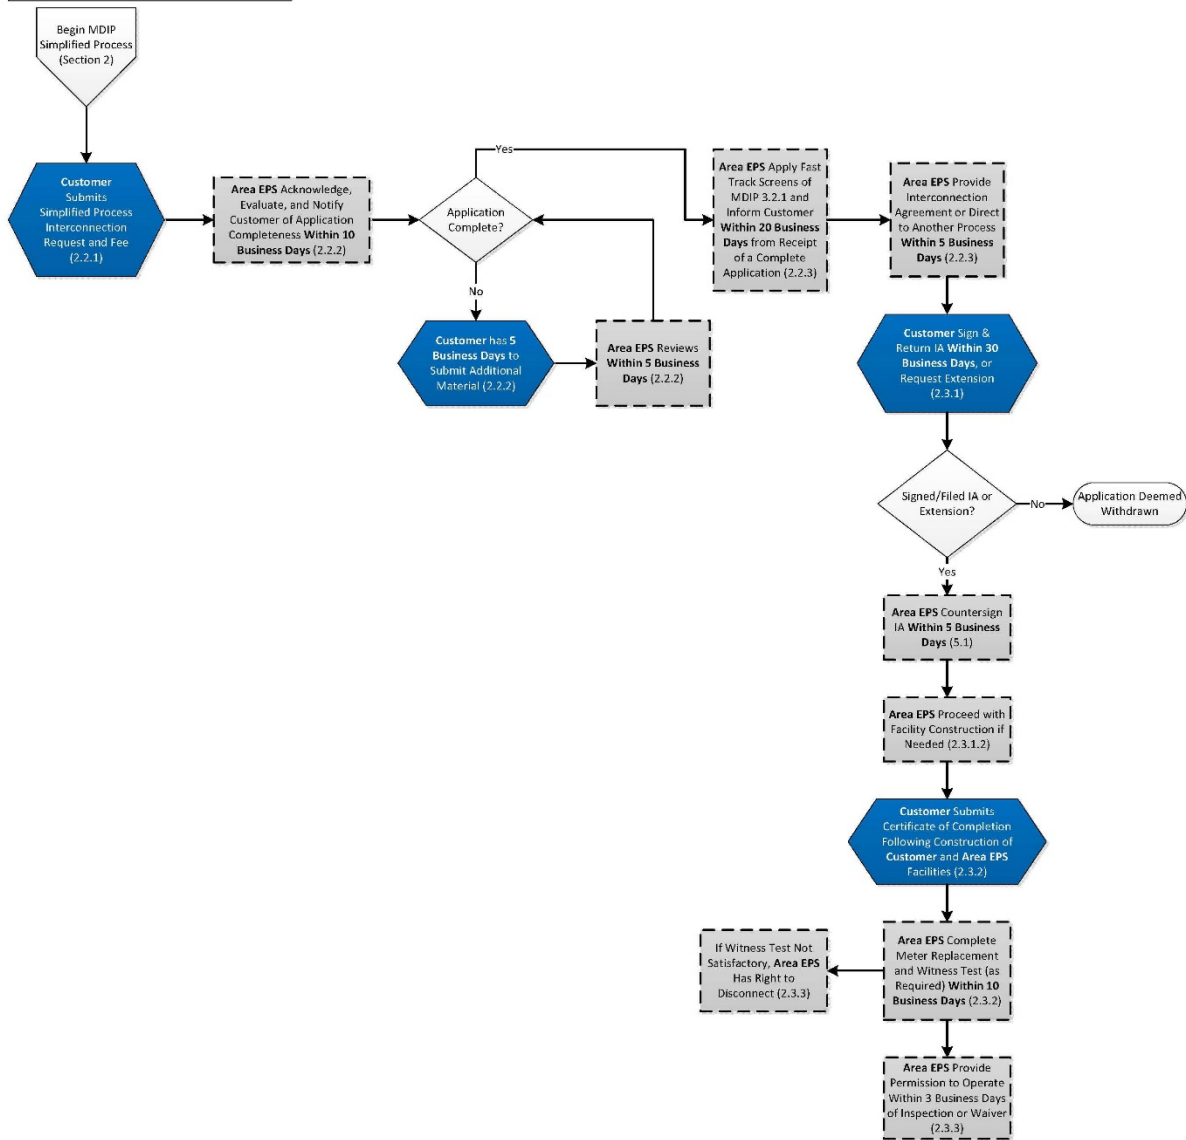 Begin MDIP
Simplified Process
(Section 2)
Customer
Submits
Simplified Process
Interconnection
Request and Fee
(2.2.1)
Area EPS Acknowledge,
Evaluate, and Notify
Customer of Application
Completeness Within 10
Business Days (2.2.2)
Application
Complete?
Yes
No
Customer has 5
Business Days to
Submit Additional
Material (2.2.2)
Area EPS Reviews
Within 5 Business
Days (2.2.2)
Area EPS Apply Fast
Track Screens of
MDIP 3.2.1 and
Inform Customer
Within 20 Business
Days from Receipt
of a Complete
Application (2.2.3)
Area EPS Provide
Interconnection
Agreement or Direct
to Another Process
Within 5 Business
Days (2.2.3)
Customer Sign &
Return IA Within 30
Business Days, or
Request Extension
(2.3.1)
Signed/Filed IA or
Extension?
No
Application Deemed
Withdrawn
Yes
Area EPS Countersign
IA Within 5 Business
Days (5.1)
Area EPS Proceed with
Facility Construction if
Needed (2.3.1.2)
Customer Submits
Certificate of Completion
Following Construction of
Customer and Area EPS
Facilities (2.3.2)
Area EPS Complete
Meter Replacement
and Witness Test (as
Required) Within 10
Business Days (2.3.2)
If Witness Test Not
Satisfactory, Area EPS
Has Right to
Disconnect (2.3.3)
Area EPS Provide
Permission to Operate
Within 3 Business Days
of Inspection or Waiver
(2.3.3)